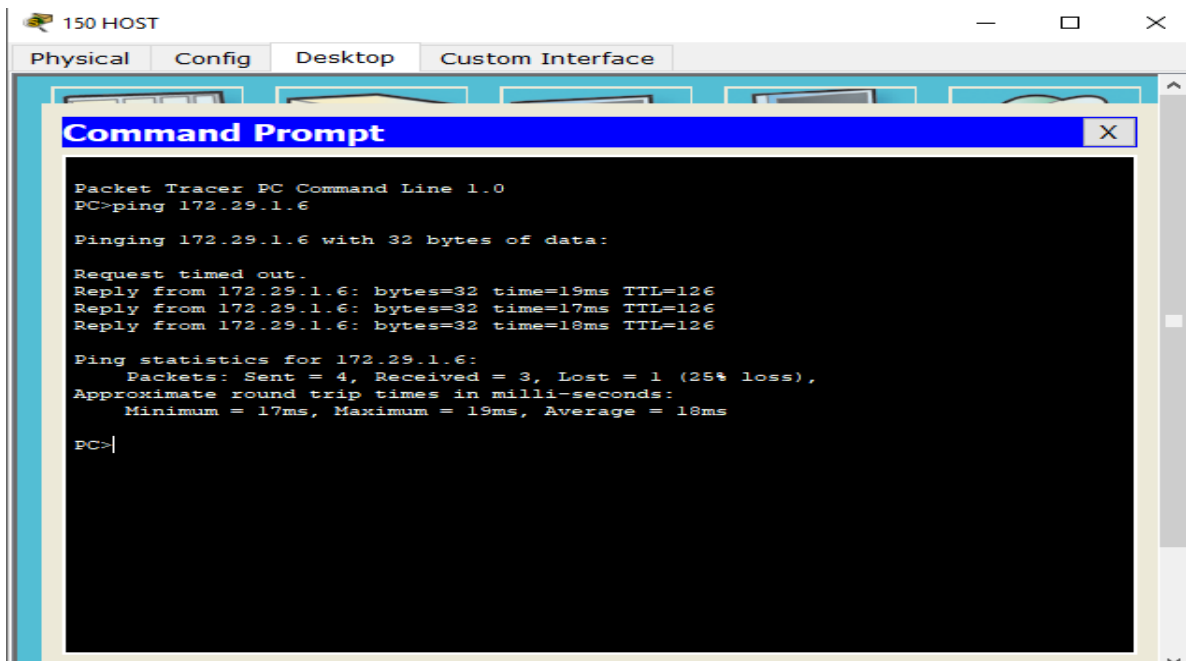 150 HOST
Physical Config Desktop Custom Interface
Command Prompt
X
Packet Tracer PC Command Line 1.0
PC>ping 172.29.1.6
Pinging 172.29.1.6 with 32 bytes of data:
Request timed out.
Reply from 172.29.1.6: bytes=32 time=19ms TTL=126
Reply from 172.29.1.6: bytes=32 time=17ms TTL=126
Reply from 172.29.1.6: bytes=32 time=18ms TTL=126
Ping statistics for 172.29.1.6:
Packets: Sent = 4, Received = 3, Lost = 1 (25% loss),
Approximate round trip times in milli-seconds:
Minimum = 17ms, Maximum = 19ms, Average = 18ms
PC>